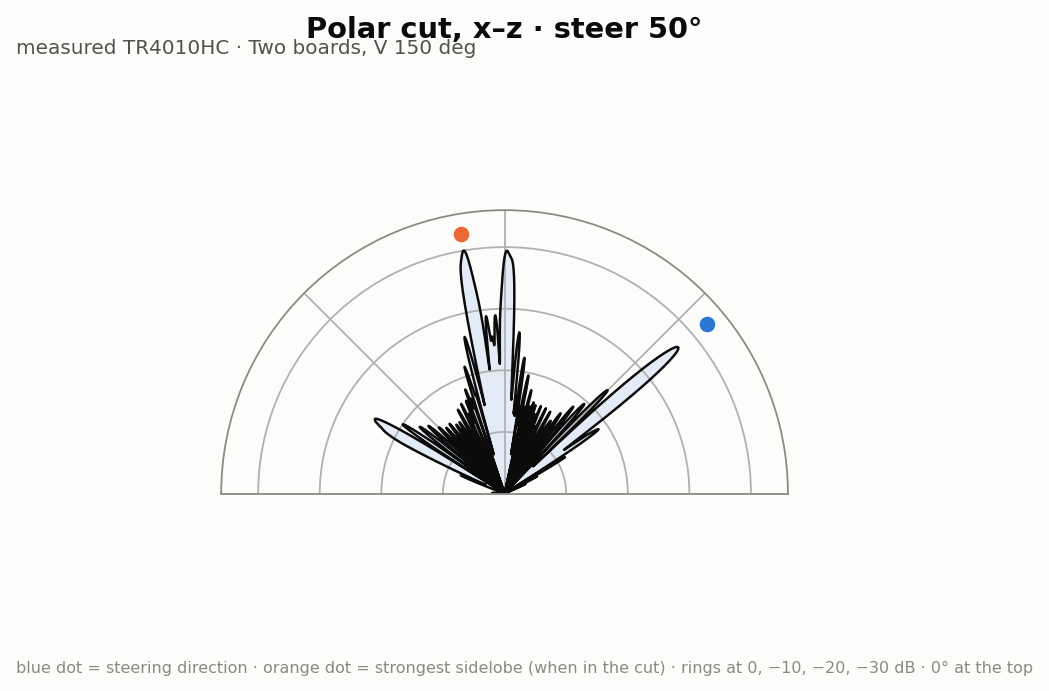 Polar cut, x–z · steer 50°
measured TR4010HC · Two boards, V 150 deg
blue dot = steering direction · orange dot = strongest sidelobe (when in the cut) · rings at 0, −10, −20, −30 dB · 0° at the top